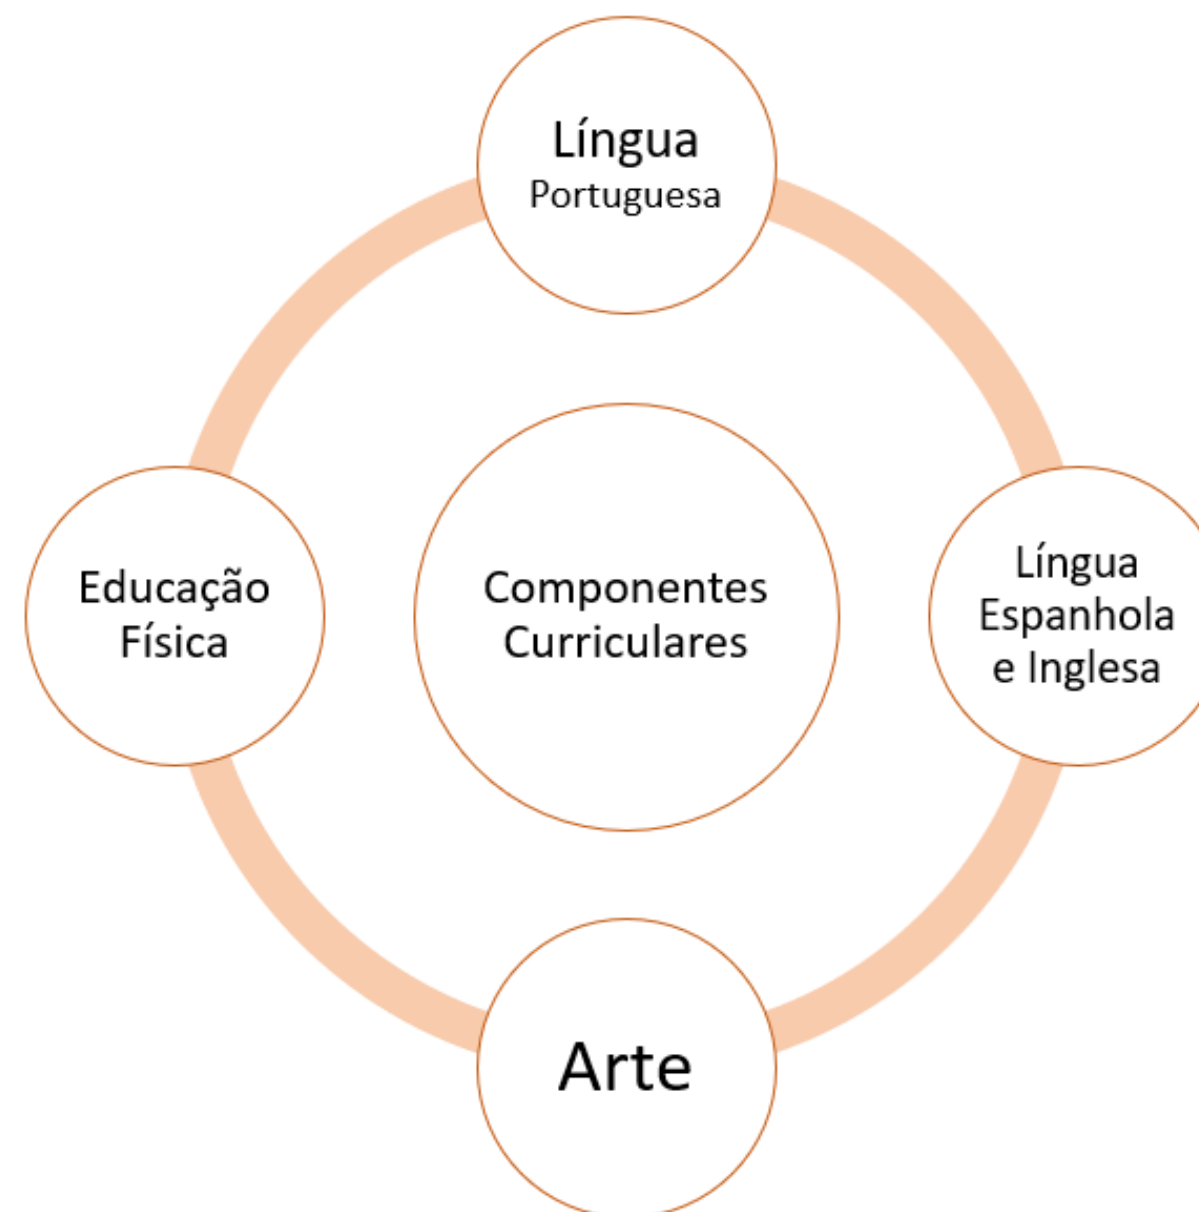 Língua
Portuguesa
Educação
Física
Componentes
Curriculares
Língua
Espanhola
e Inglesa
Arte